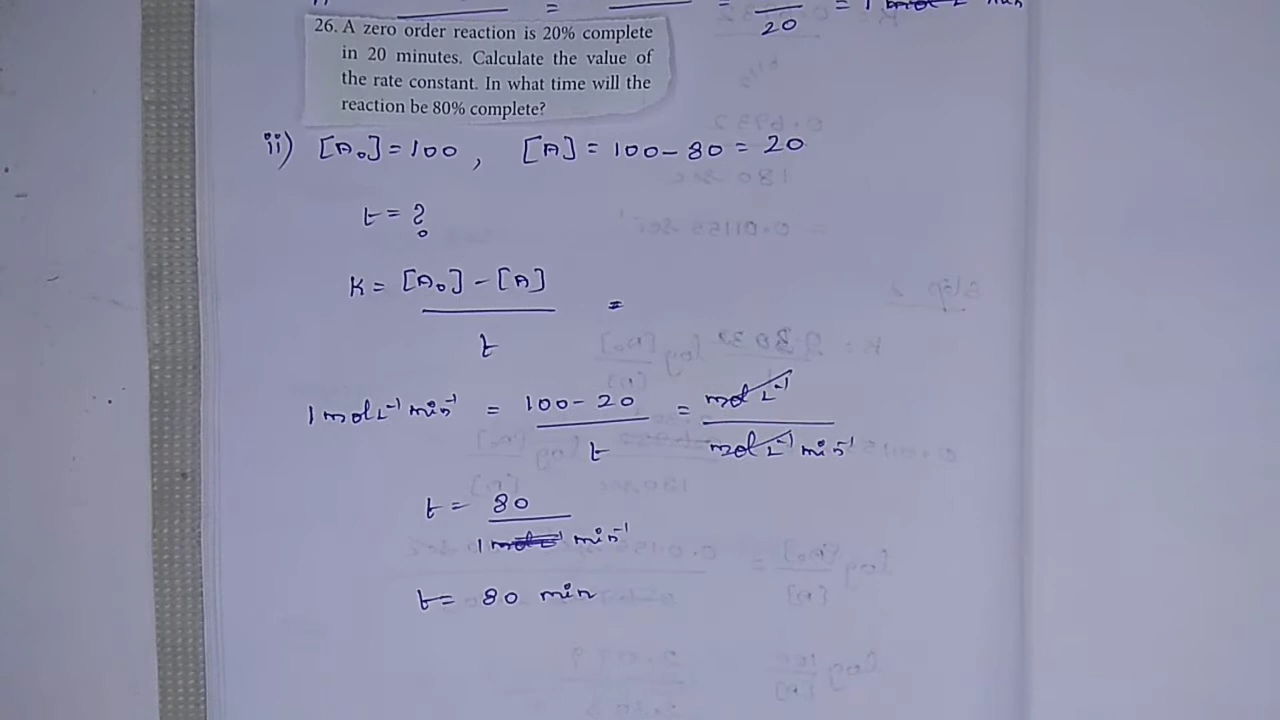 = = 20 = 1
26. A zero order reaction is 20% complete
in 20 minutes. Calculate the value of
the rate constant. In what time will the
reaction be 80% complete?
ii) [A₀] = 100, [A] = 100 - 80 = 20
t = ?
K = [A₀] - [A] / t =
1 mol L⁻¹ min⁻¹ = 100 - 20 / t = mol L⁻¹ / mol L⁻¹ min⁻¹
t = 80 / 1 mol L⁻¹ min⁻¹
t = 80 min